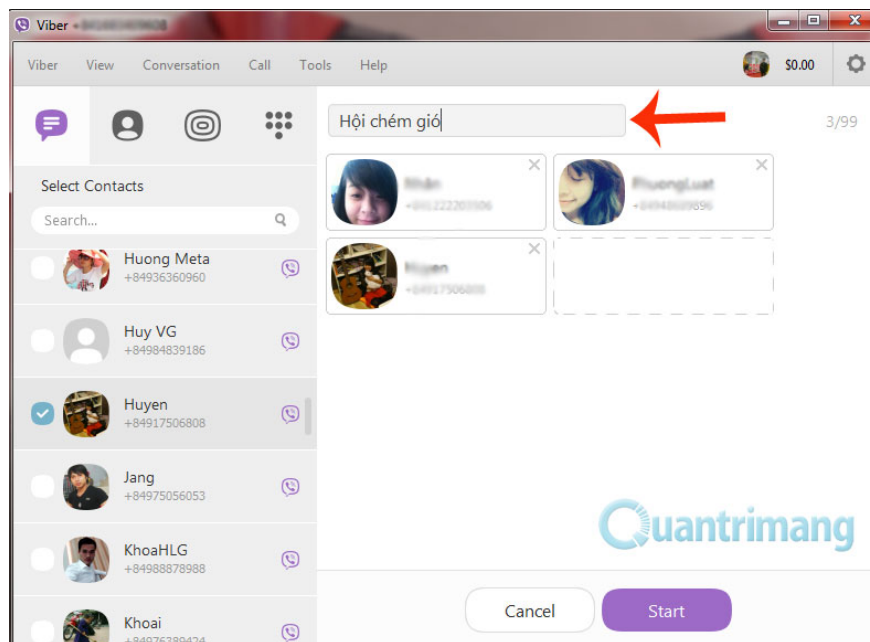 Viber
Viber View Conversation Call Tools Help
$0.00
Hội chém gió
3/99
Select Contacts
Search...
Huong Meta
+84936360960
Huy VG
+84984839186
Huyen
+84917506808
Jang
+84975056053
KhoaHLG
+84988878988
Khoai
Huyen
Quantrimang
Cancel Start